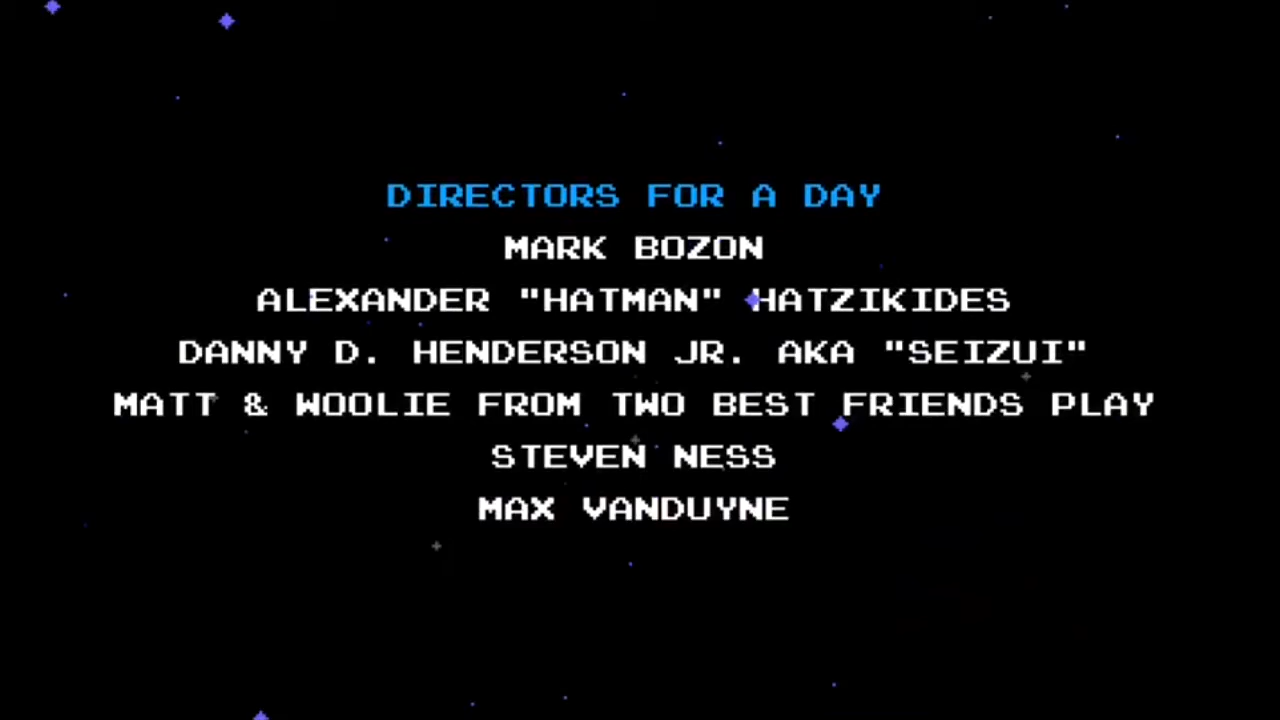 DIRECTORS FOR A DAY
MARK BOZON
ALEXANDER "HATMAN" HATZIKIDES
DANNY D. HENDERSON JR. AKA "SEIZUI"
MATT & WOOLIE FROM TWO BEST FRIENDS PLAY
STEVEN NESS
MAX VANDUYNE